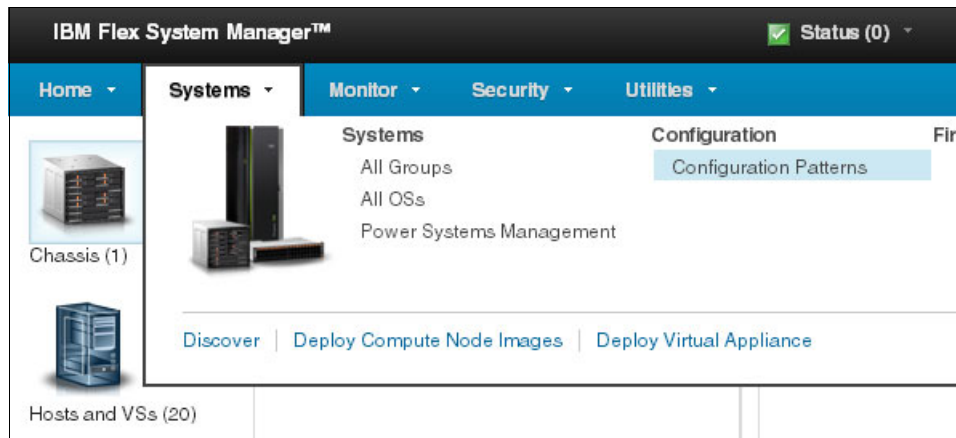 IBM Flex System Manager™ Status (0)
Home Systems Monitor Security Utilities
Systems Configuration Fir
All Groups Configuration Patterns
All OSs
Power Systems Management
Chassis (1)
Discover Deploy Compute Node Images Deploy Virtual Appliance
Hosts and VSs (20)